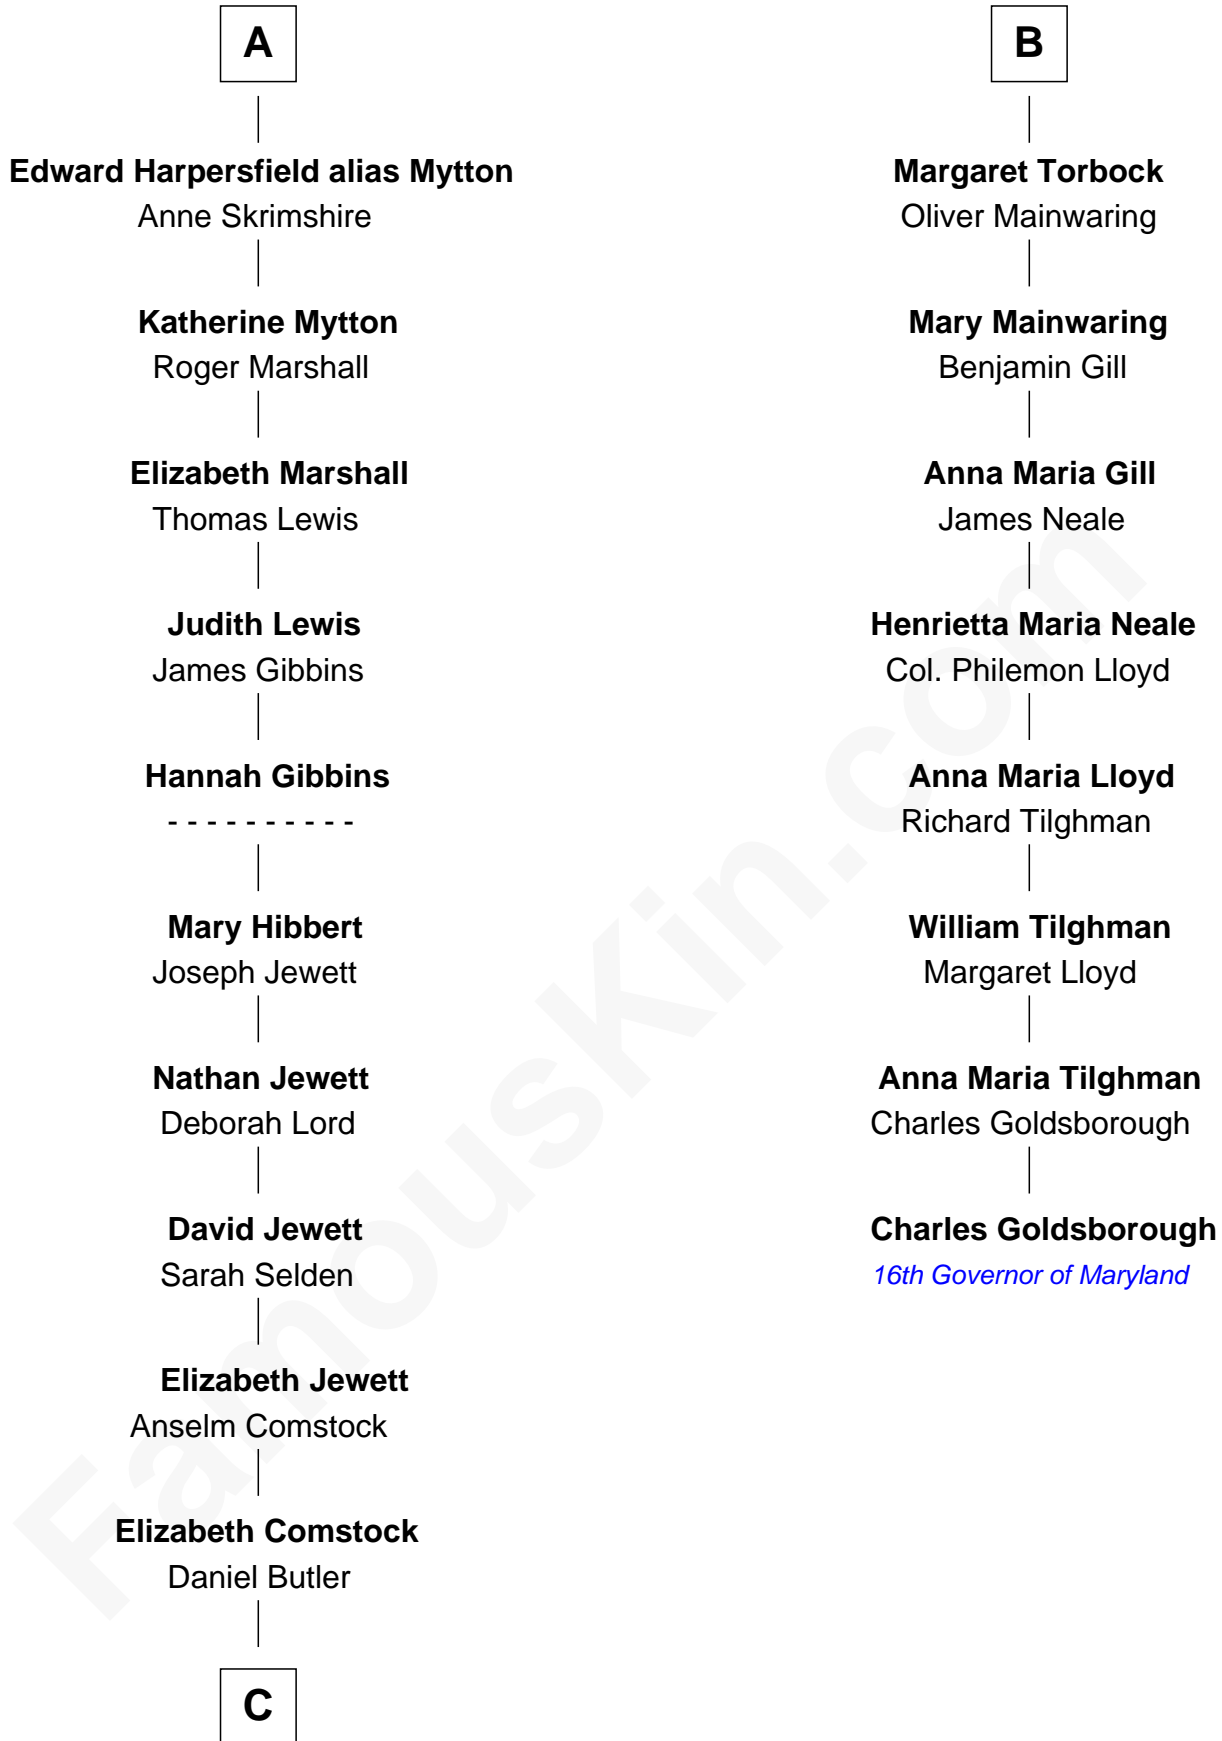 A
Edward Harpersfield alias Mytton
Anne Skrimshire
Katherine Mytton
Roger Marshall
Elizabeth Marshall
Thomas Lewis
Judith Lewis
James Gibbins
Hannah Gibbins
- - - - - - - - - -
Mary Hibbert
Joseph Jewett
Nathan Jewett
Deborah Lord
David Jewett
Sarah Selden
Elizabeth Jewett
Anselm Comstock
Elizabeth Comstock
Daniel Butler
C
B
Margaret Torbock
Oliver Mainwaring
Mary Mainwaring
Benjamin Gill
Anna Maria Gill
James Neale
Henrietta Maria Neale
Col. Philemon Lloyd
Anna Maria Lloyd
Richard Tilghman
William Tilghman
Margaret Lloyd
Anna Maria Tilghman
Charles Goldsborough
Charles Goldsborough
16th Governor of Maryland
FamousKin.com